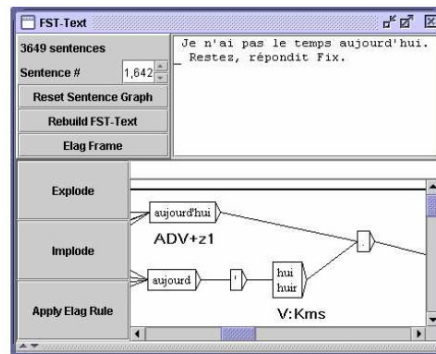 FST-Text
3649 sentences
Sentence # 1,642
Reset Sentence Graph
Rebuild FST-Text
Elag Frame
Je n'ai pas le temps aujourd'hui.
_ Restez, répondit Fix.
Explode
Implode
Apply Elag Rule
aujourd'hui
ADV+z1
.
aujourd
'
hui
huir
V:Kms